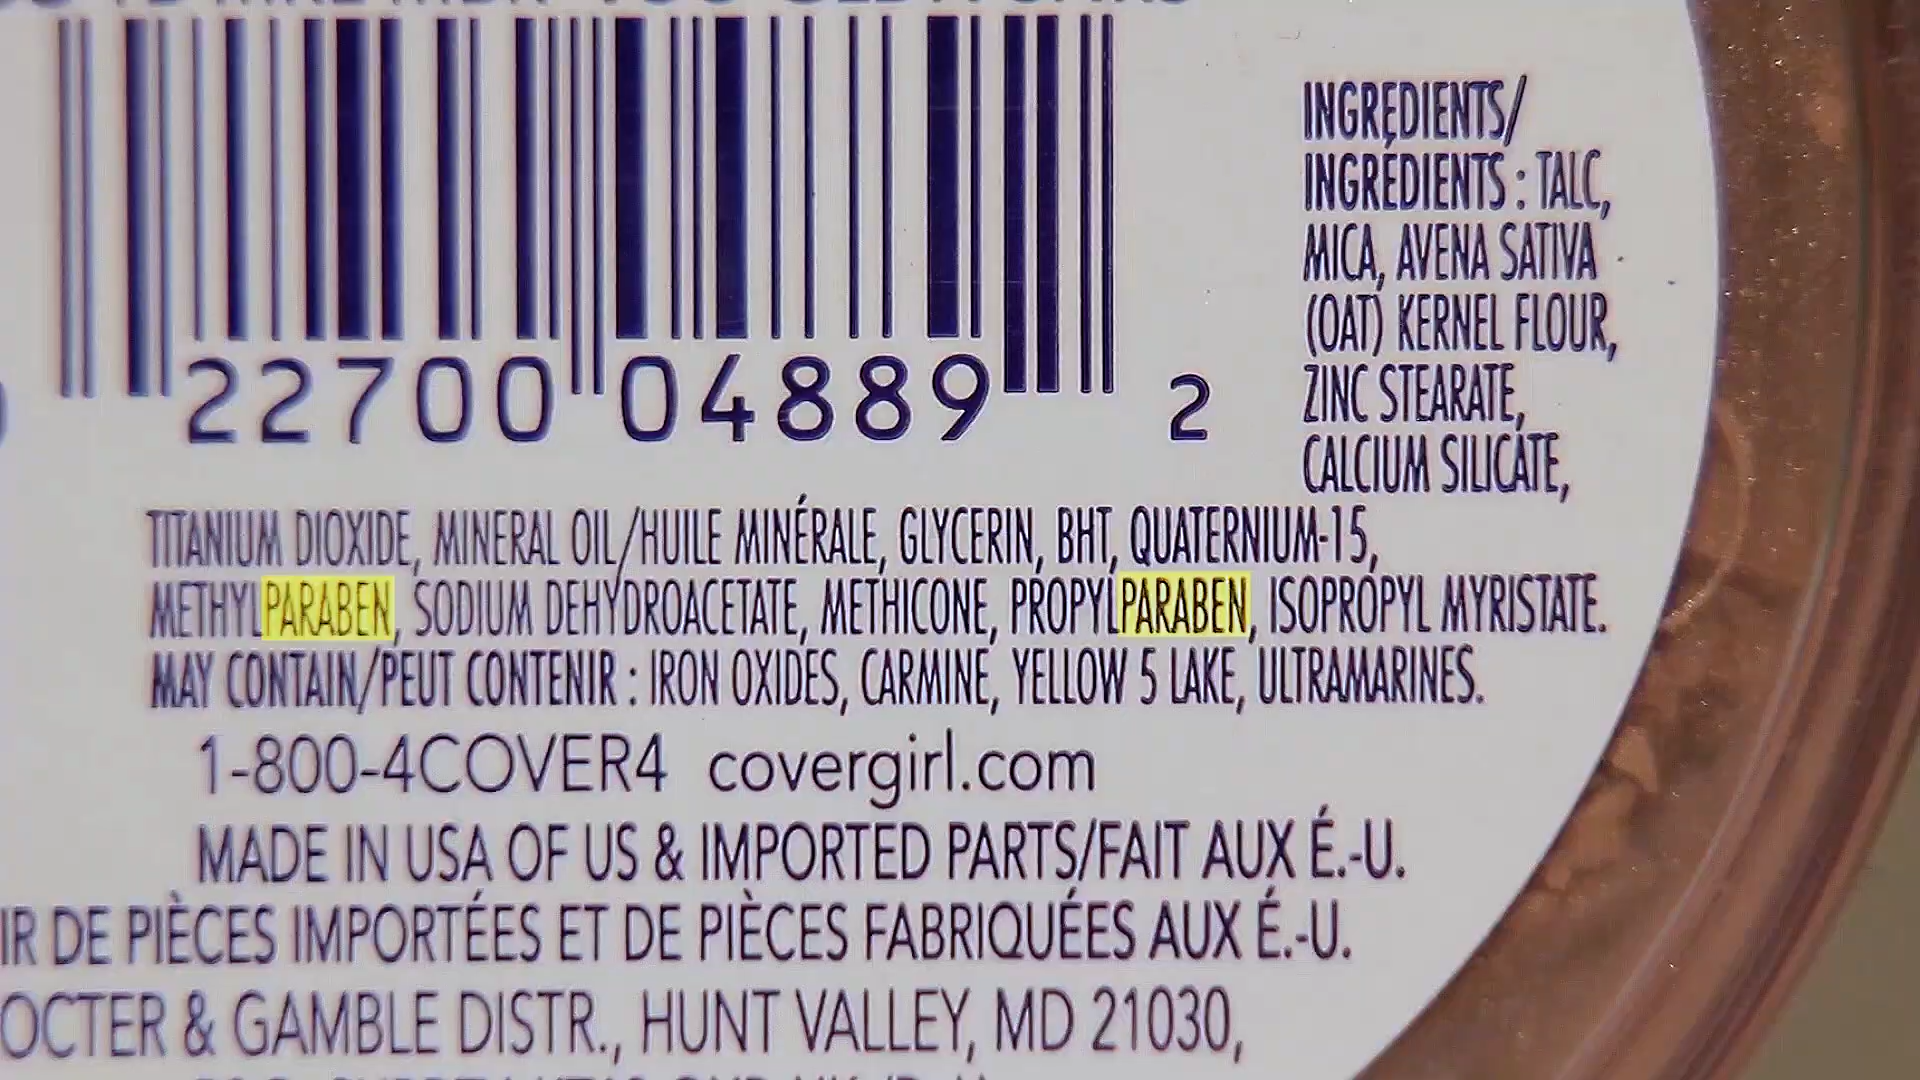 22700 04889 2
INGREDIENTS/
INGRÉDIENTS : TALC,
MICA, AVENA SATIVA
(OAT) KERNEL FLOUR,
ZINC STEARATE,
CALCIUM SILICATE,
TITANIUM DIOXIDE, MINERAL OIL/HUILE MINÉRALE, GLYCERIN, BHT, QUATERNIUM-15,
METHYLPARABEN, SODIUM DEHYDROACETATE, METHICONE, PROPYLPARABEN, ISOPROPYL MYRISTATE.
MAY CONTAIN/PEUT CONTENIR : IRON OXIDES, CARMINE, YELLOW 5 LAKE, ULTRAMARINES.
1-800-4COVER4 covergirl.com
MADE IN USA OF US & IMPORTED PARTS/FAIT AUX É.-U.
IR DE PIÈCES IMPORTÉES ET DE PIÈCES FABRIQUÉES AUX É.-U.
OCTER & GAMBLE DISTR., HUNT VALLEY, MD 21030,